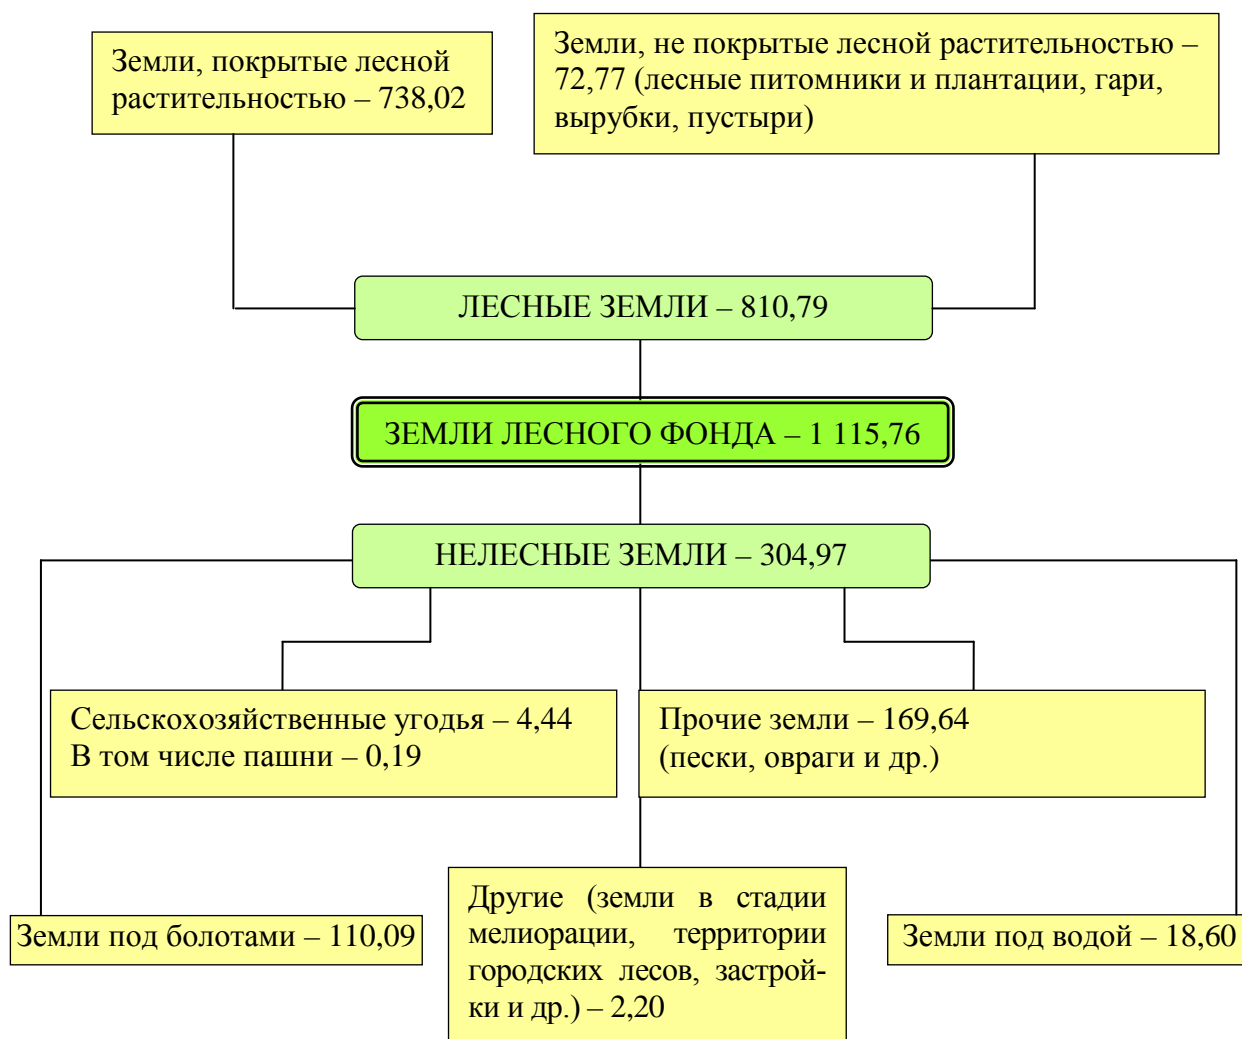 Земли, покрытые лесной
растительностью – 738,02
Земли, не покрытые лесной растительностью –
72,77 (лесные питомники и плантации, гари,
вырубки, пустыри)
ЛЕСНЫЕ ЗЕМЛИ – 810,79
ЗЕМЛИ ЛЕСНОГО ФОНДА – 1 115,76
НЕЛЕСНЫЕ ЗЕМЛИ – 304,97
Сельскохозяйственные угодья – 4,44
В том числе пашни – 0,19
Прочие земли – 169,64
(пески, овраги и др.)
Земли под болотами – 110,09
Другие (земли в стадии
мелиорации, территории
городских лесов, застрой-
ки и др.) – 2,20
Земли под водой – 18,60